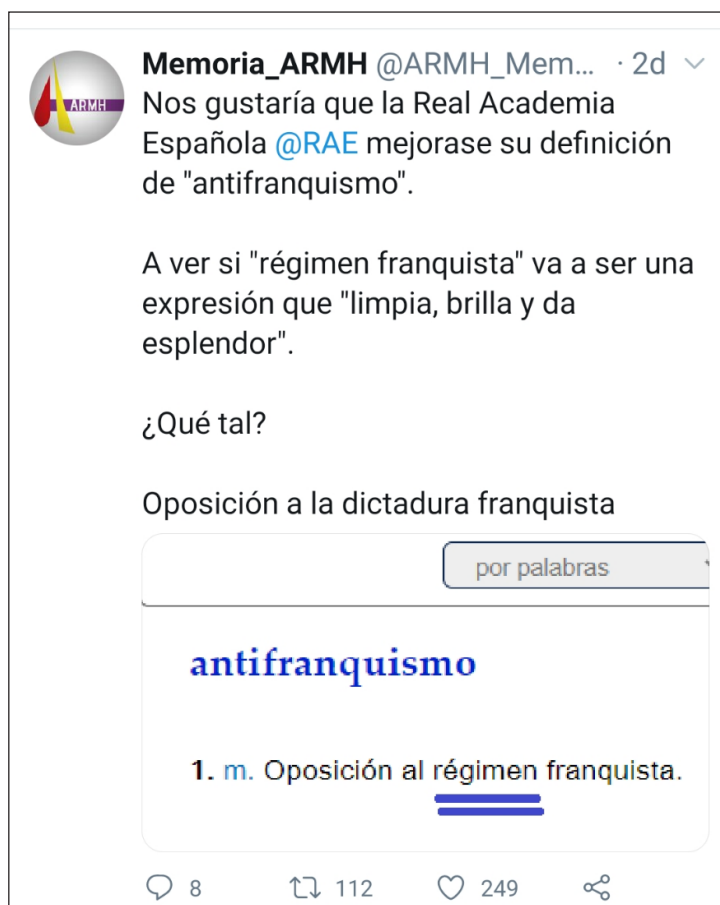 Memoria_ARMH @ARMH_Mem... · 2d
ARMH
Nos gustaría que la Real Academia
Española @RAE mejorase su definición
de "antifranquismo".
A ver si "régimen franquista" va a ser una
expresión que "limpia, brilla y da
esplendor".
¿Qué tal?
Oposición a la dictadura franquista
por palabras
antifranquismo
1. m. Oposición al régimen franquista.
8 112 249